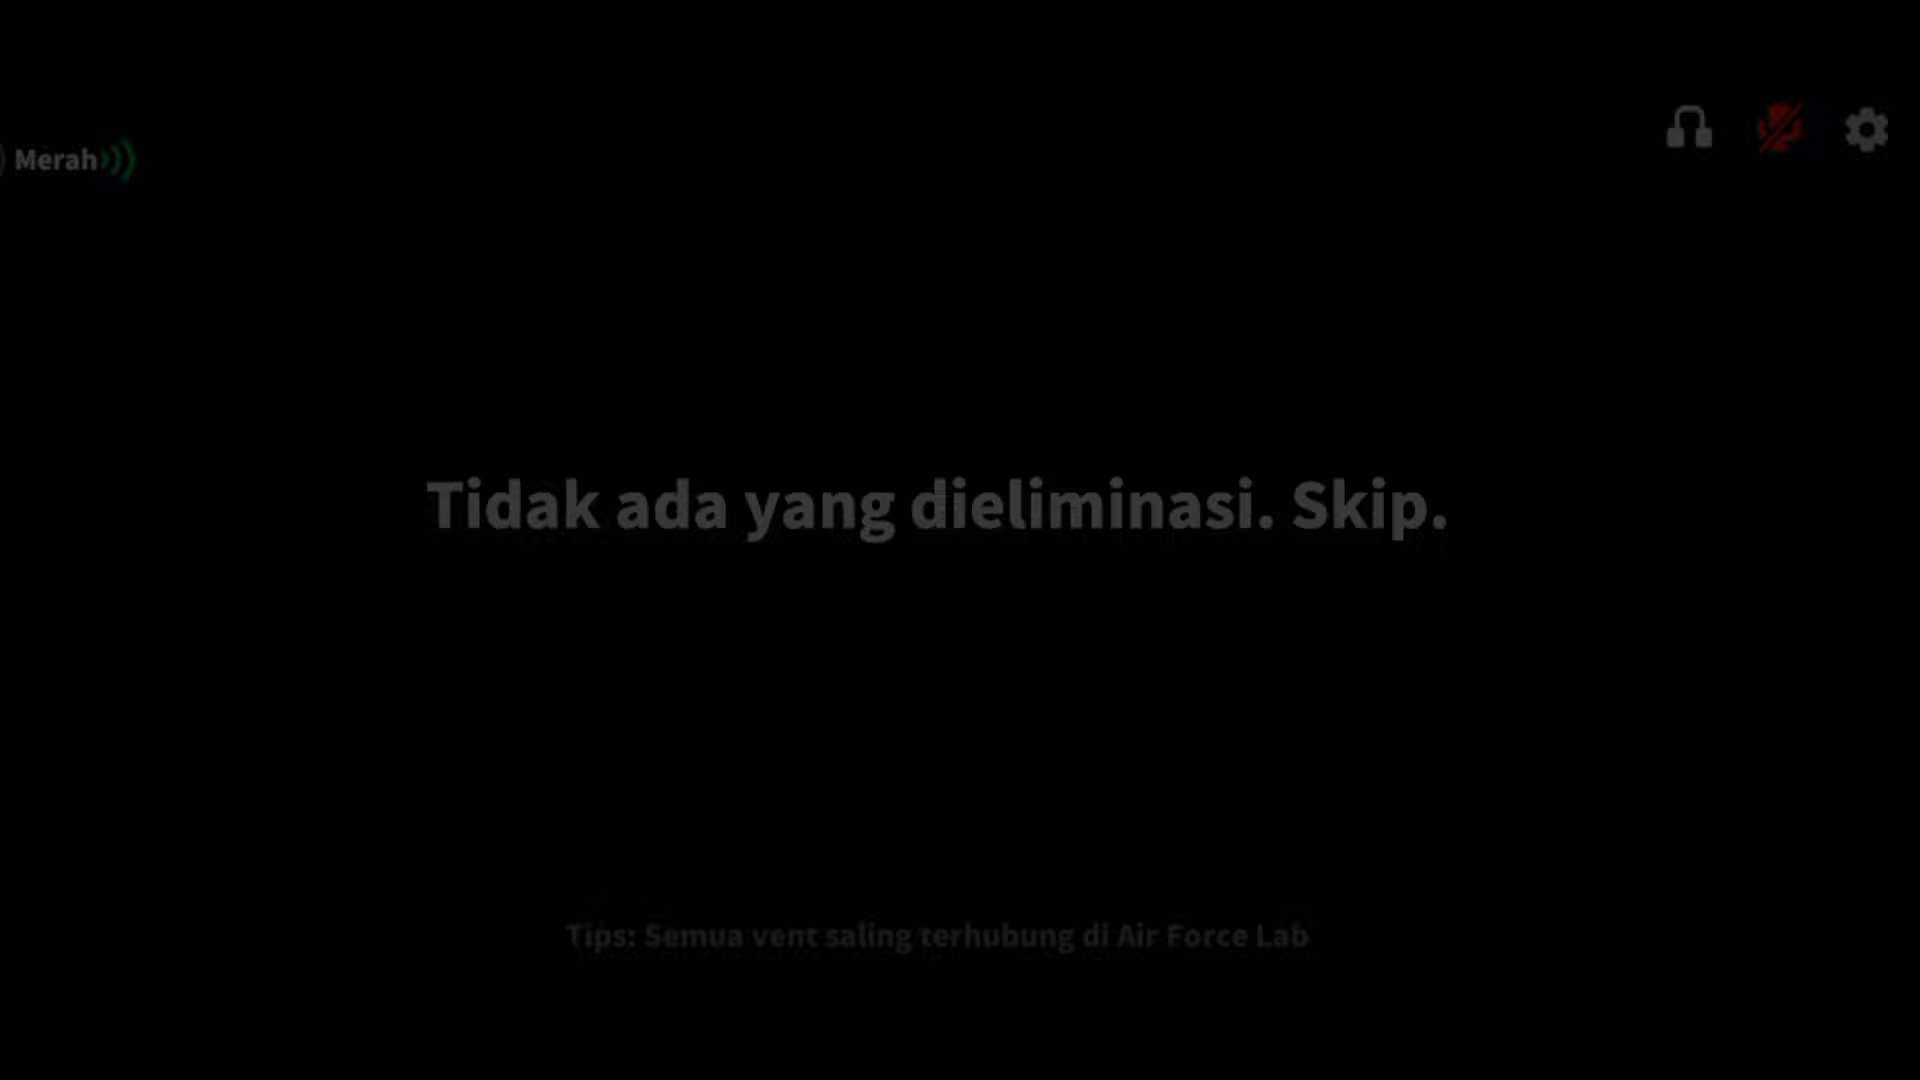 Merah
Tidak ada yang dieliminasi. Skip.
Tips: Semua vent saling terhubung di Air Force Lab